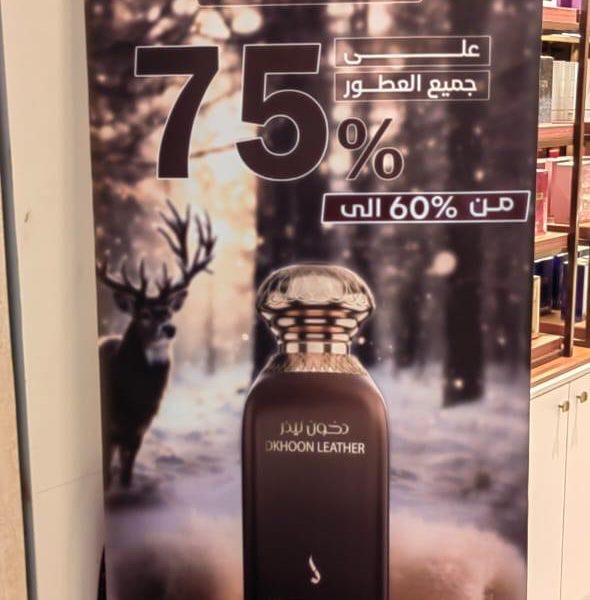 على
جميع العطور
75%
من 60% الى
دخون ليذر
DKHOON LEATHER